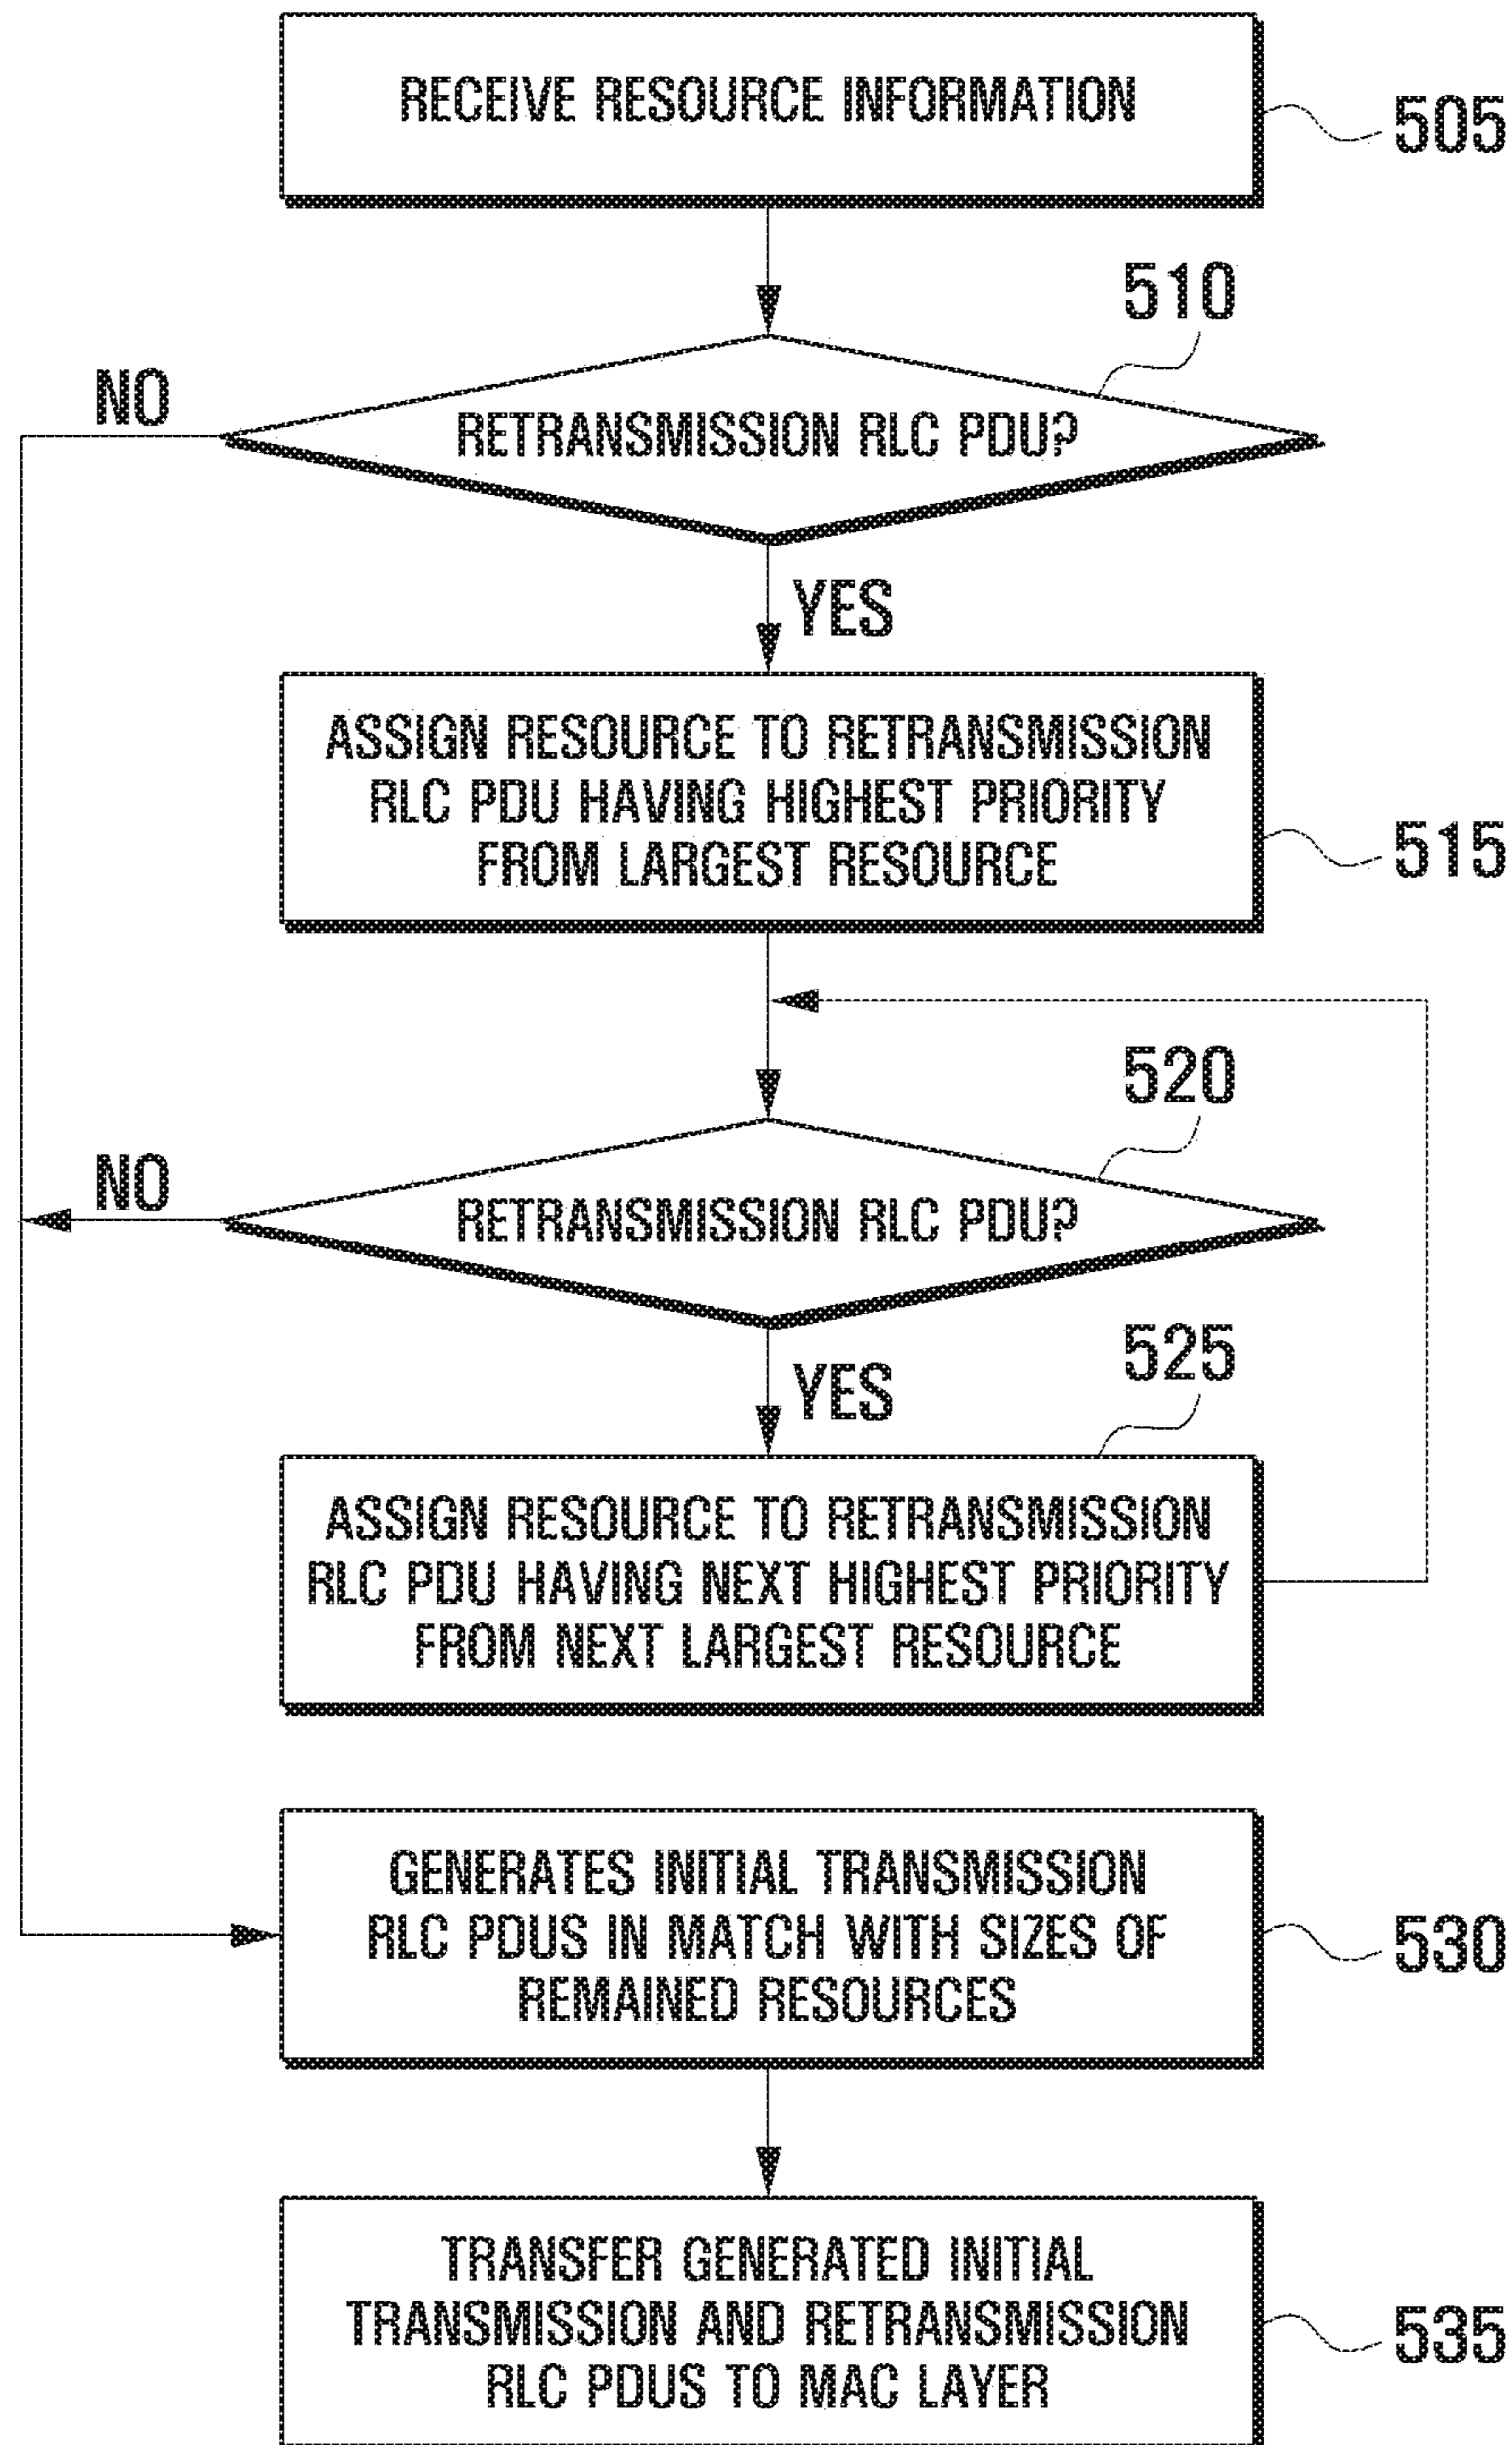 RECEIVE RESOURCE INFORMATION
505
510
NO
RETRANSMISSION RLC PDU?
YES
ASSIGN RESOURCE TO RETRANSMISSION
RLC PDU HAVING HIGHEST PRIORITY
FROM LARGEST RESOURCE
515
520
NO
RETRANSMISSION RLC PDU?
YES
525
ASSIGN RESOURCE TO RETRANSMISSION
RLC PDU HAVING NEXT HIGHEST PRIORITY
FROM NEXT LARGEST RESOURCE
GENERATES INITIAL TRANSMISSION
RLC PDUS IN MATCH WITH SIZES OF
REMAINED RESOURCES
530
TRANSFER GENERATED INITIAL
TRANSMISSION AND RETRANSMISSION
RLC PDUS TO MAC LAYER
535